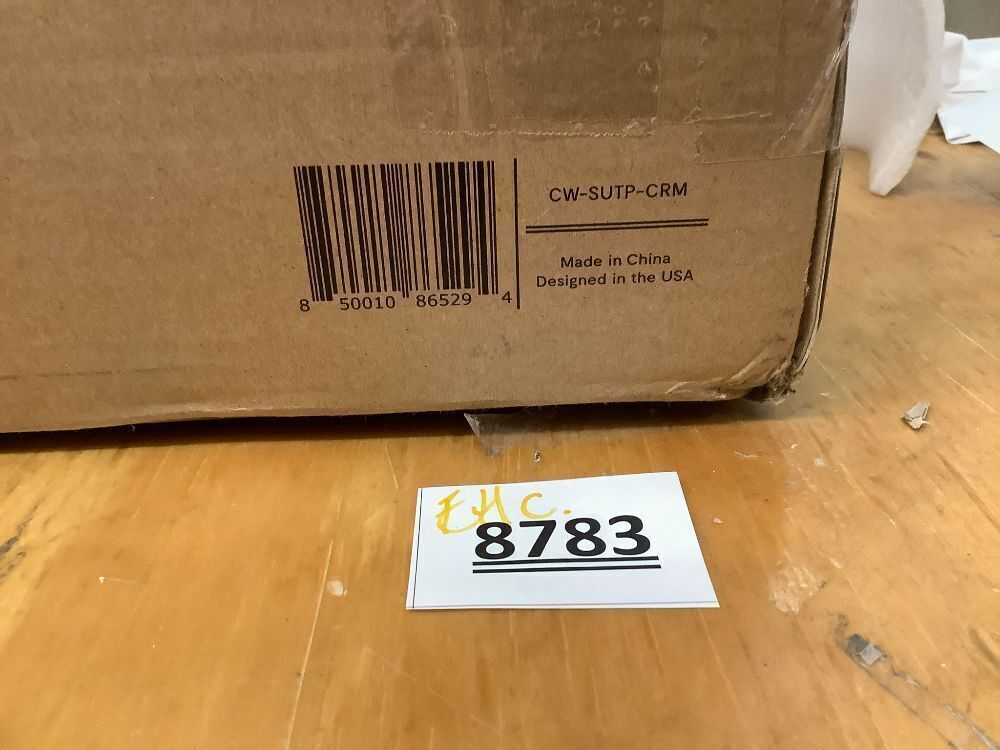 CW-SUTP-CRM
Made in China
Designed in the USA
8 50010 86529 4
EHC.
8783